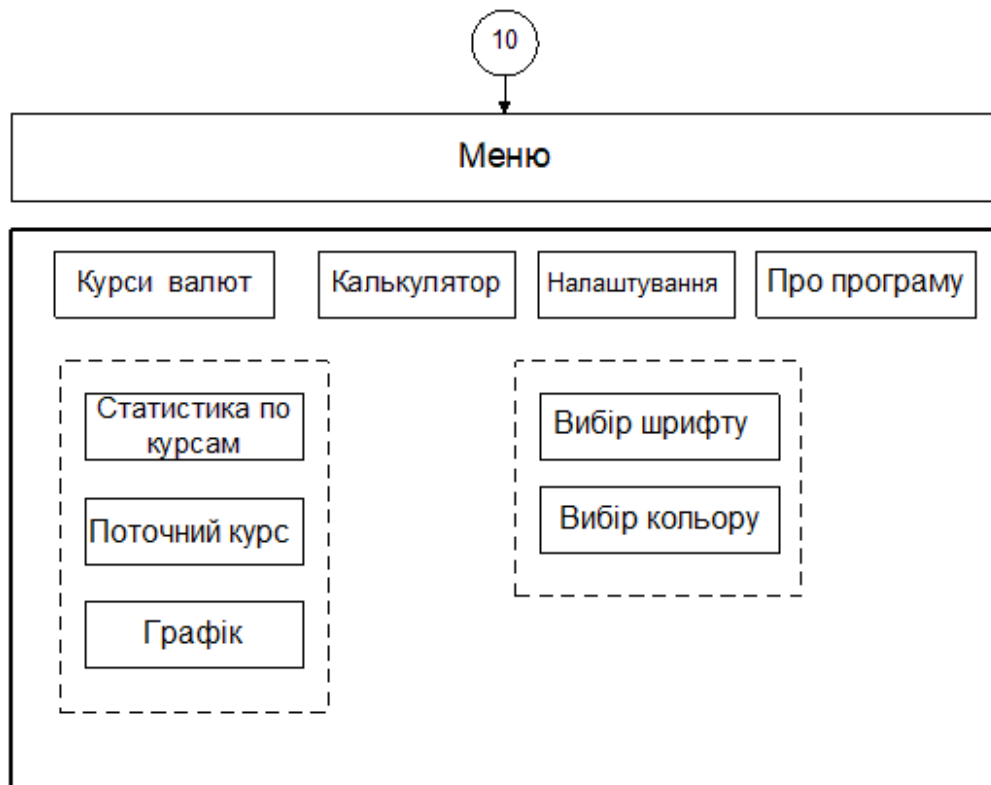 10
Меню
Курси валют
Калькулятор
Налаштування
Про програму
Статистика по
курсам
Поточний курс
Графік
Вибір шрифту
Вибір кольору